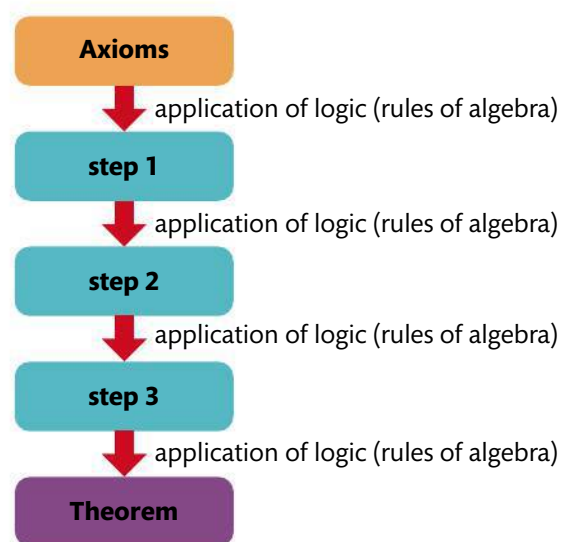 Axioms
application of logic (rules of algebra)
step 1
application of logic (rules of algebra)
step 2
application of logic (rules of algebra)
step 3
application of logic (rules of algebra)
Theorem